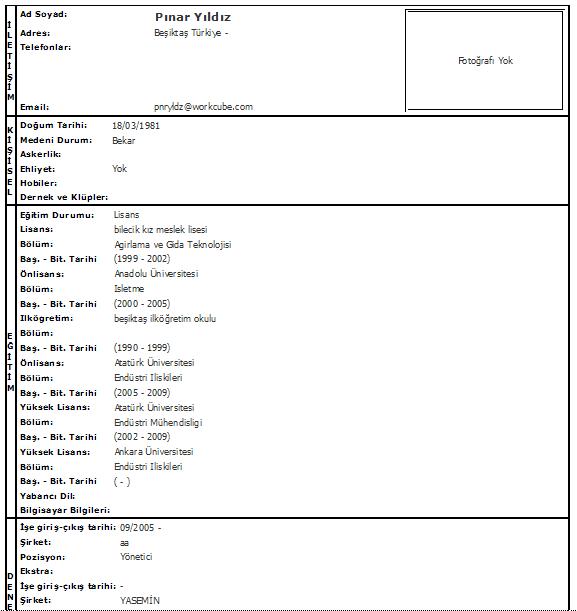 İLETİŞİM
Ad Soyad: Pınar Yıldız
Adres: Beşiktaş Türkiye -
Telefonlar:
Fotoğrafı Yok
Email: pnryldz@workcube.com
KİŞİSEL
Doğum Tarihi: 18/03/1981
Medeni Durum: Bekar
Askerlik:
Ehliyet: Yok
Hobiler:
Dernek ve Klüpler:
EĞİTİM
Eğitim Durumu: Lisans
Lisans: bilecik kız meslek lisesi
Bölüm: Agirlama ve Gida Teknolojisi
Baş. - Bit. Tarihi (1999 - 2002)
Önlisans: Anadolu Üniversitesi
Bölüm: Isletme
Baş. - Bit. Tarihi (2000 - 2005)
Ilkögretim: beşiktaş ilköğretim okulu
Bölüm:
Baş. - Bit. Tarihi (1990 - 1999)
Önlisans: Atatürk Üniversitesi
Bölüm: Endüstri Iliskileri
Baş. - Bit. Tarihi (2005 - 2009)
Yüksek Lisans: Atatürk Üniversitesi
Bölüm: Endüstri Mühendisligi
Baş. - Bit. Tarihi (2002 - 2009)
Yüksek Lisans: Ankara Üniversitesi
Bölüm: Endüstri Iliskileri
Baş. - Bit. Tarihi ( - )
Yabancı Dil:
Bilgisayar Bilgileri:
DENE
İşe giriş-çıkış tarihi: 09/2005 -
Şirket: aa
Pozisyon: Yönetici
Ekstra:
İşe giriş-çıkış tarihi: -
Şirket: YASEMİN